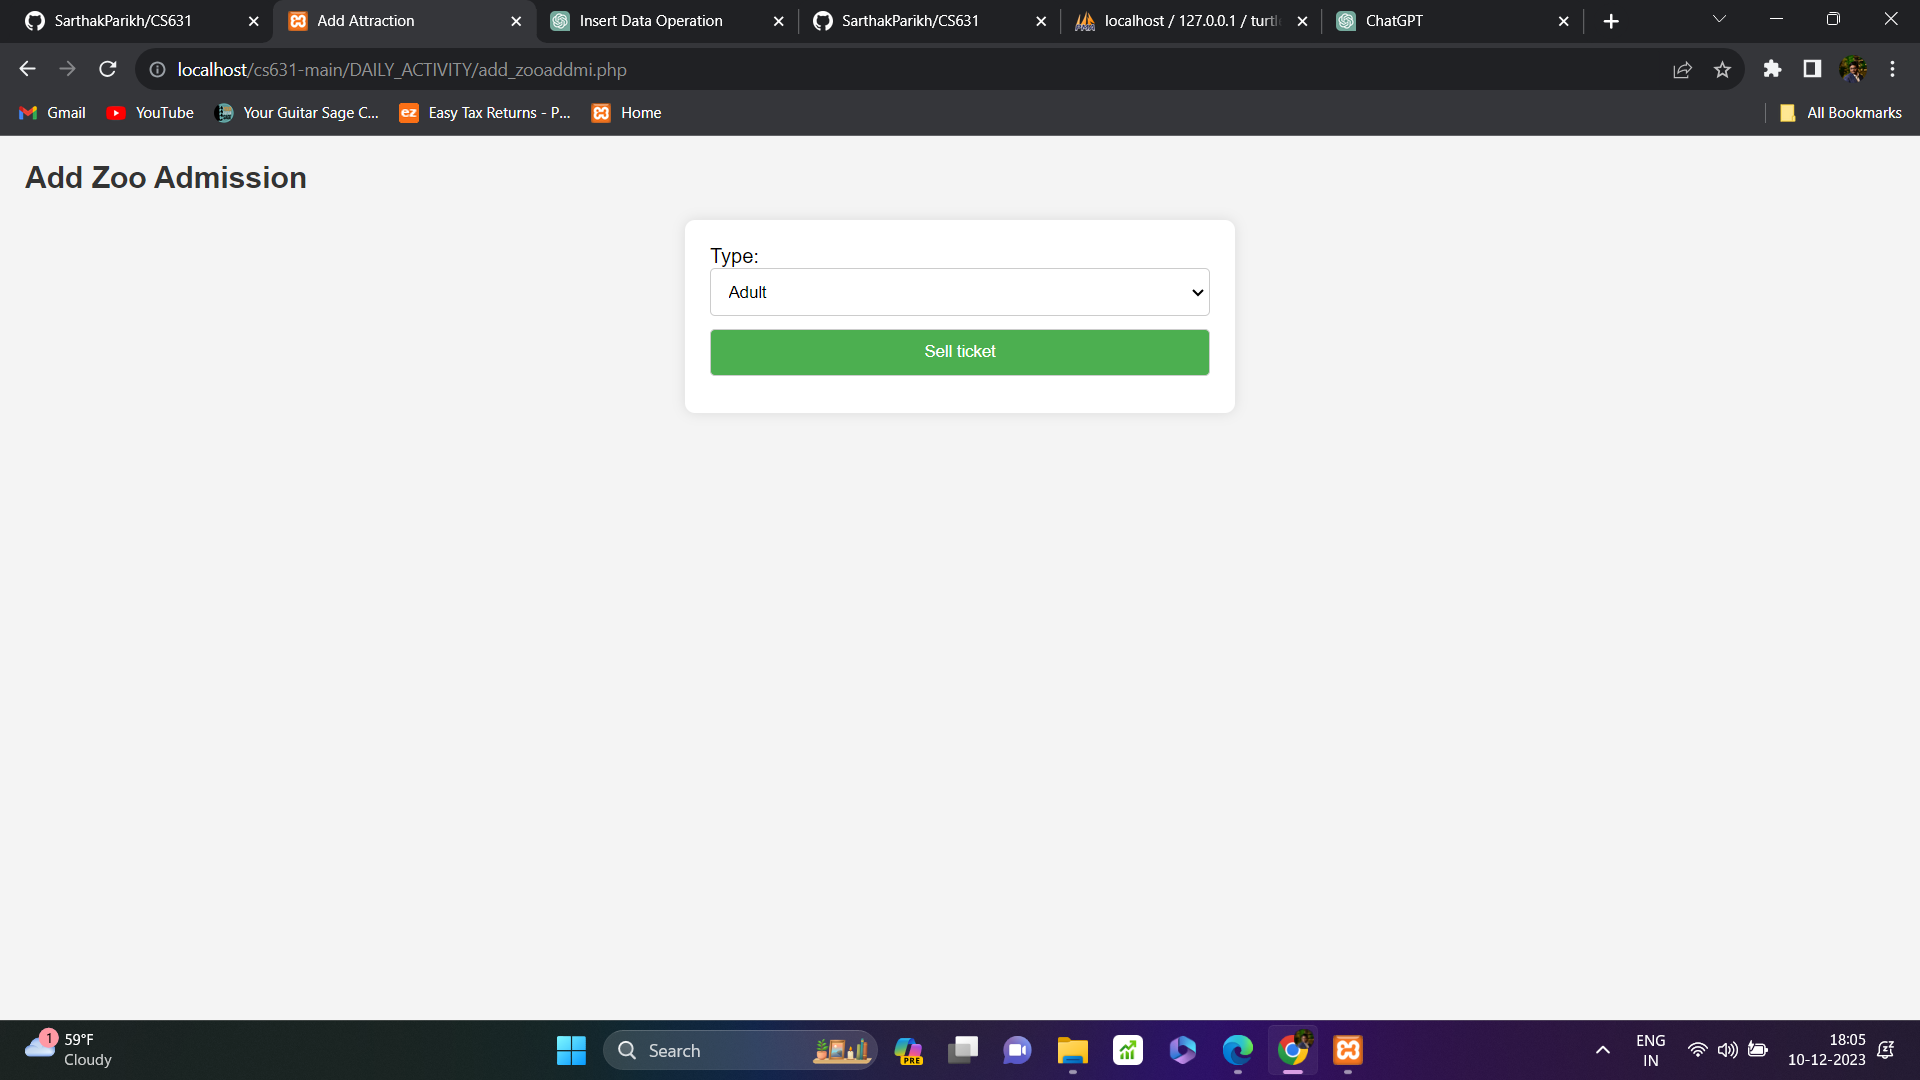 SarthakParikh/CS631
Add Attraction
Insert Data Operation
SarthakParikh/CS631
localhost / 127.0.0.1 / turtl
ChatGPT
localhost/cs631-main/DAILY_ACTIVITY/add_zooaddmi.php
Gmail
YouTube
Your Guitar Sage C...
ez
Easy Tax Returns - P...
Home
All Bookmarks
Add Zoo Admission
Type:
Adult
Sell ticket
1
59°F
Cloudy
Search
PRE
ENG
IN
18:05
10-12-2023